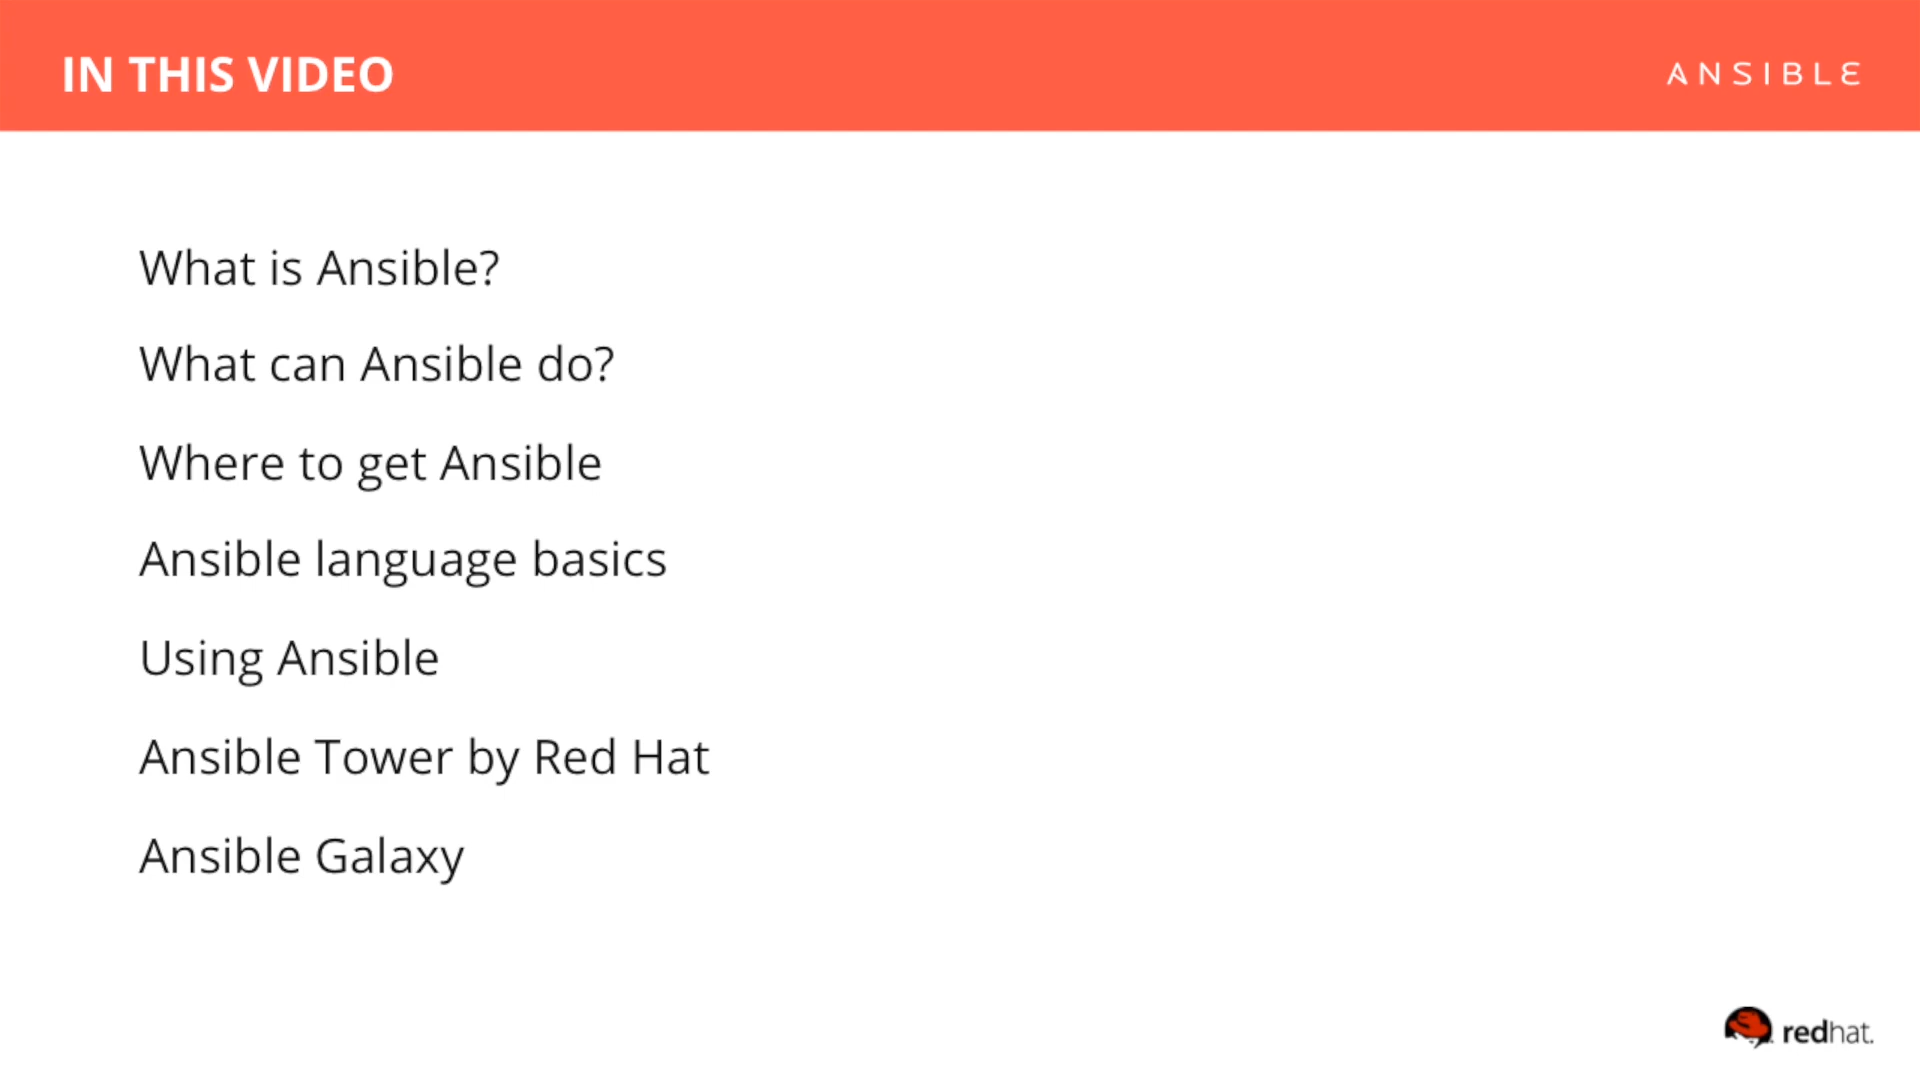 IN THIS VIDEO
ANSIBLE
What is Ansible?
What can Ansible do?
Where to get Ansible
Ansible language basics
Using Ansible
Ansible Tower by Red Hat
Ansible Galaxy
redhat.